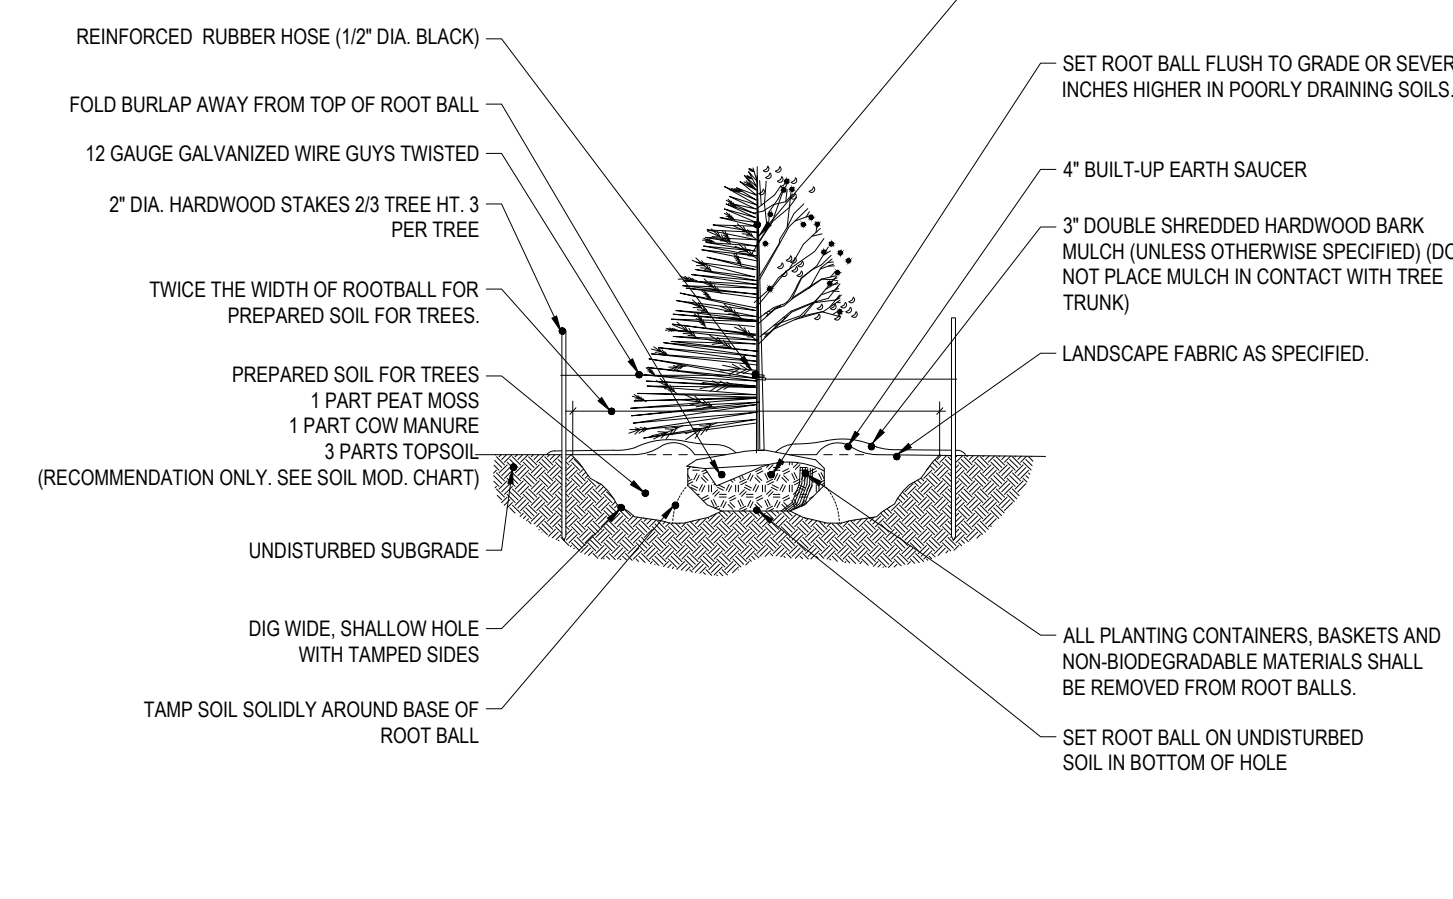 REINFORCED RUBBER HOSE (1/2" DIA. BLACK)
FOLD BURLAP AWAY FROM TOP OF ROOT BALL
12 GAUGE GALVANIZED WIRE GUYS TWISTED
2" DIA. HARDWOOD STAKES 2/3 TREE HT. 3
PER TREE
TWICE THE WIDTH OF ROOTBALL FOR
PREPARED SOIL FOR TREES.
PREPARED SOIL FOR TREES
1 PART PEAT MOSS
1 PART COW MANURE
3 PARTS TOPSOIL
(RECOMMENDATION ONLY. SEE SOIL MOD. CHART)
UNDISTURBED SUBGRADE
DIG WIDE, SHALLOW HOLE
WITH TAMPED SIDES
TAMP SOIL SOLIDLY AROUND BASE OF
ROOT BALL
SET ROOT BALL FLUSH TO GRADE OR SEVER
INCHES HIGHER IN POORLY DRAINING SOILS.
4" BUILT-UP EARTH SAUCER
3" DOUBLE SHREDDED HARDWOOD BARK
MULCH (UNLESS OTHERWISE SPECIFIED) (DO
NOT PLACE MULCH IN CONTACT WITH TREE
TRUNK)
LANDSCAPE FABRIC AS SPECIFIED.
ALL PLANTING CONTAINERS, BASKETS AND
NON-BIODEGRADABLE MATERIALS SHALL
BE REMOVED FROM ROOT BALLS.
SET ROOT BALL ON UNDISTURBED
SOIL IN BOTTOM OF HOLE